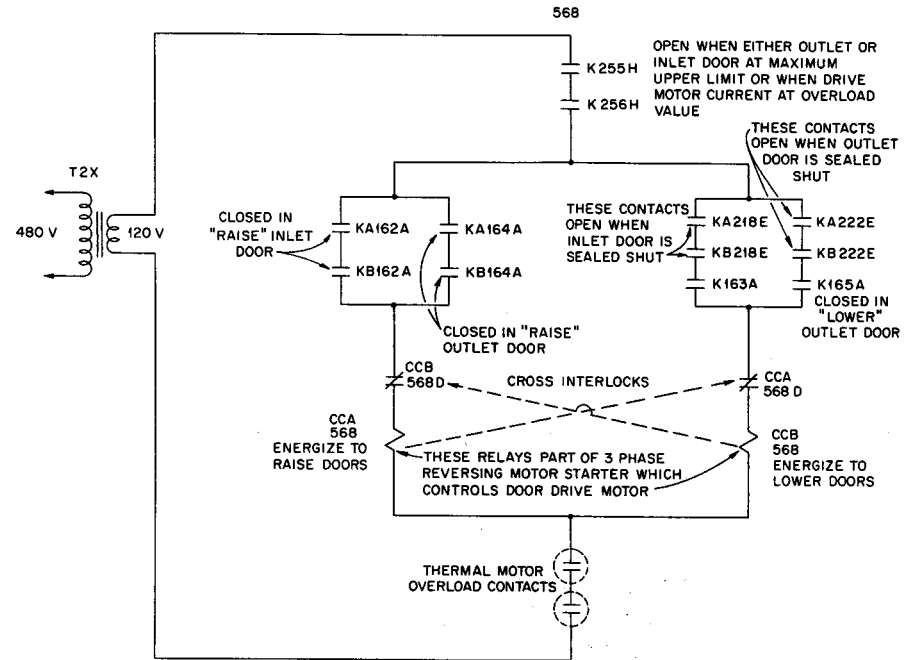 568
K255H
K256H
OPEN WHEN EITHER OUTLET OR
INLET DOOR AT MAXIMUM
UPPER LIMIT OR WHEN DRIVE
MOTOR CURRENT AT OVERLOAD
VALUE
THESE CONTACTS
OPEN WHEN OUTLET
DOOR IS SEALED
SHUT
T2X
480 V
120 V
CLOSED IN
"RAISE" INLET
DOOR
KA162A
KB162A
KA164A
KB164A
CLOSED IN "RAISE"
OUTLET DOOR
THESE CONTACTS
OPEN WHEN
INLET DOOR IS
SEALED SHUT
KA218E
KB218E
K163A
KA222E
KB222E
K165A
CLOSED IN
"LOWER"
OUTLET DOOR
CCB
568 D
CROSS INTERLOCKS
CCA
568 D
CCA
568
ENERGIZE TO
RAISE DOORS
THESE RELAYS PART OF 3 PHASE
REVERSING MOTOR STARTER WHICH
CONTROLS DOOR DRIVE MOTOR
CCB
568
ENERGIZE TO
LOWER DOORS
THERMAL MOTOR
OVERLOAD CONTACTS